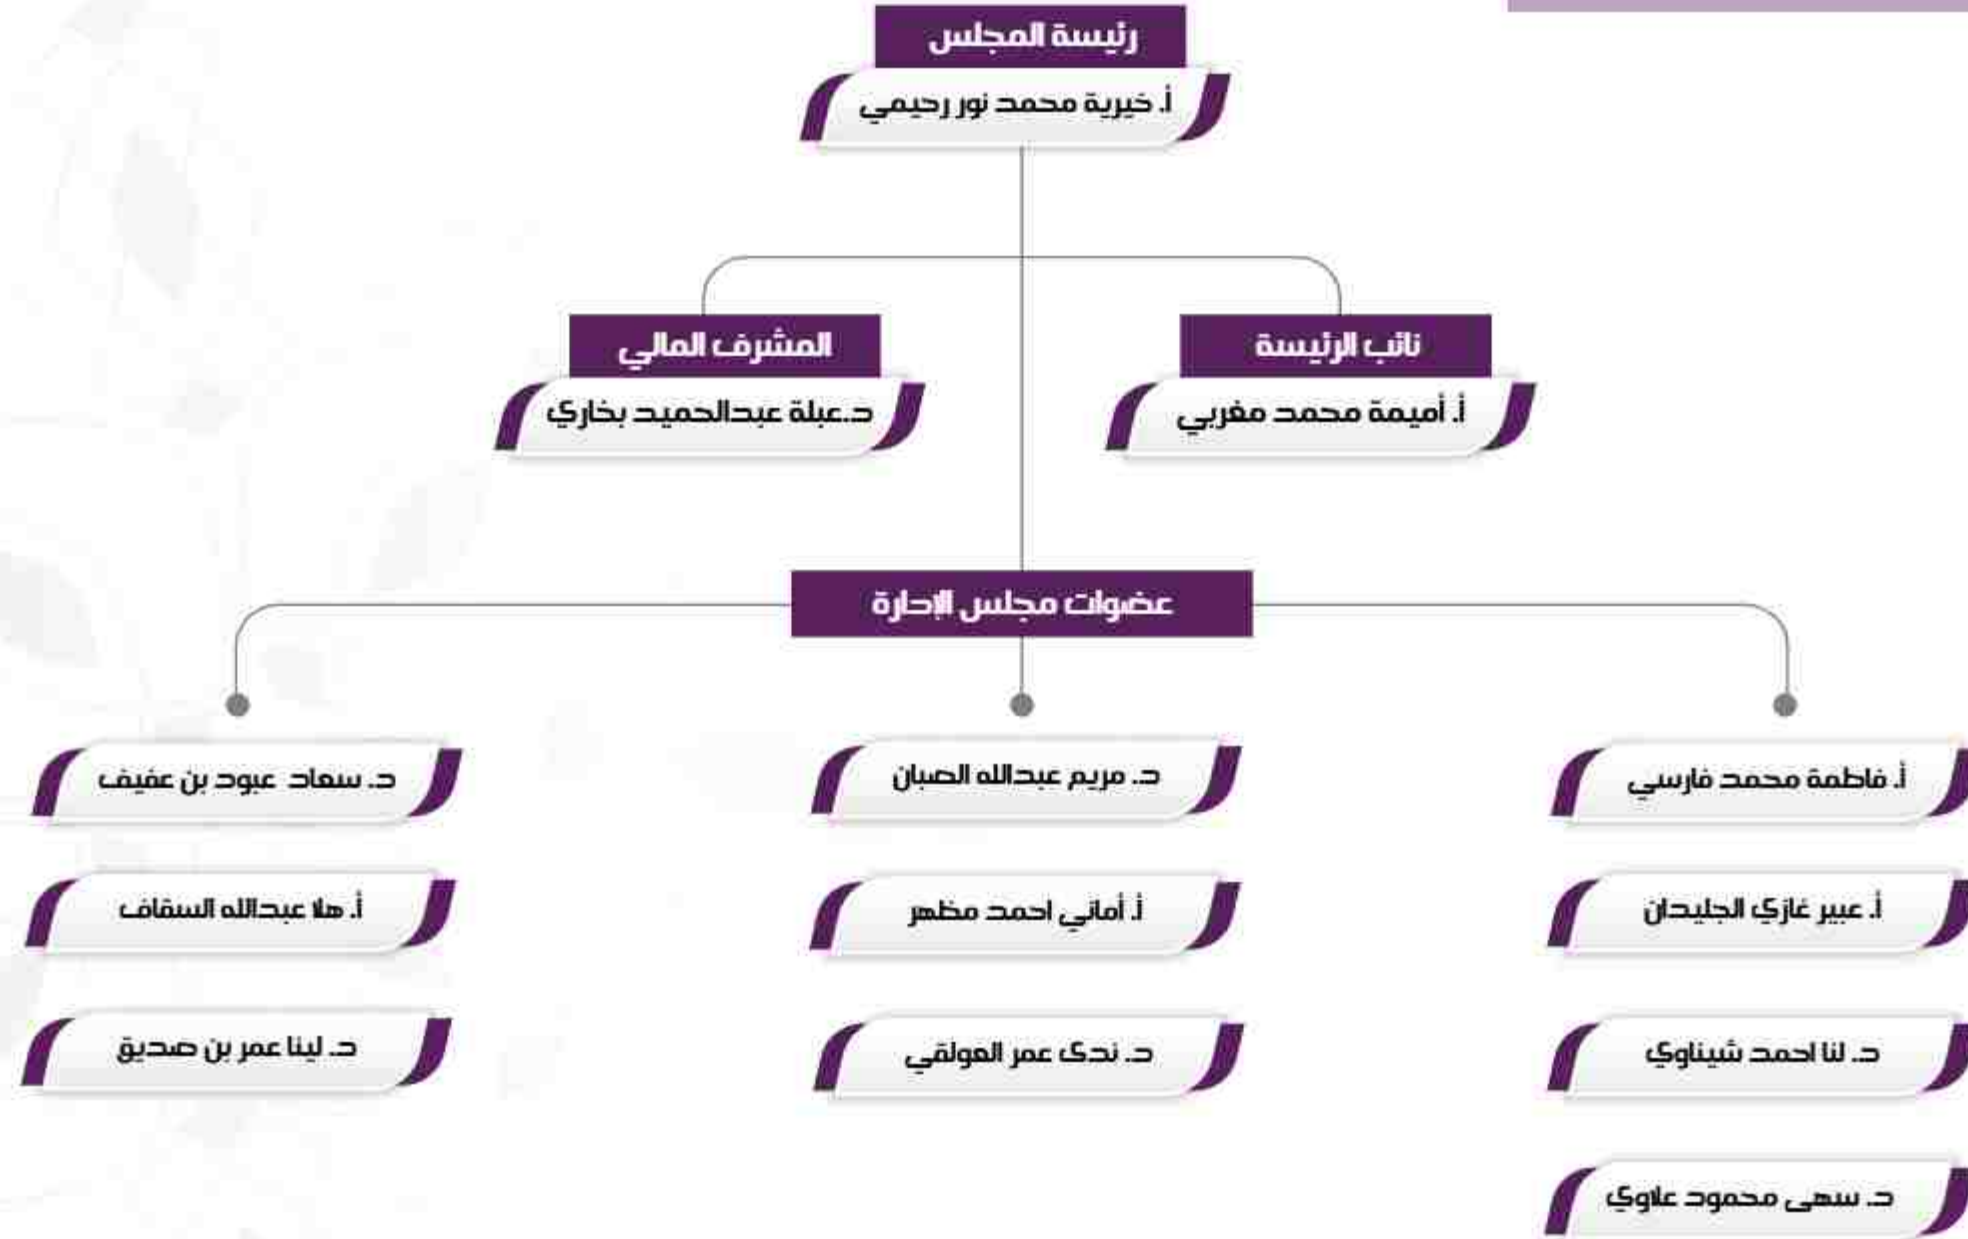 رئيسة المجلس
أ. خيرية محمد نور رحيمي
نائب الرئيسة
أ. أميمة محمد مغربي
المشرف المالي
د.عبلة عبدالحميد بخاري
عضوات مجلس الإدارة
أ. فاطمة محمد فارسي
أ. عبير غازي الجليدان
د. لنا احمد شيناوي
د. سهى محمود علاوي
د. مريم عبدالله الصبان
أ. أماني احمد مظهر
د. ندى عمر العولقي
د. سعاد عبود بن عفيف
أ. هلا عبدالله السقاف
د. لينا عمر بن صديق